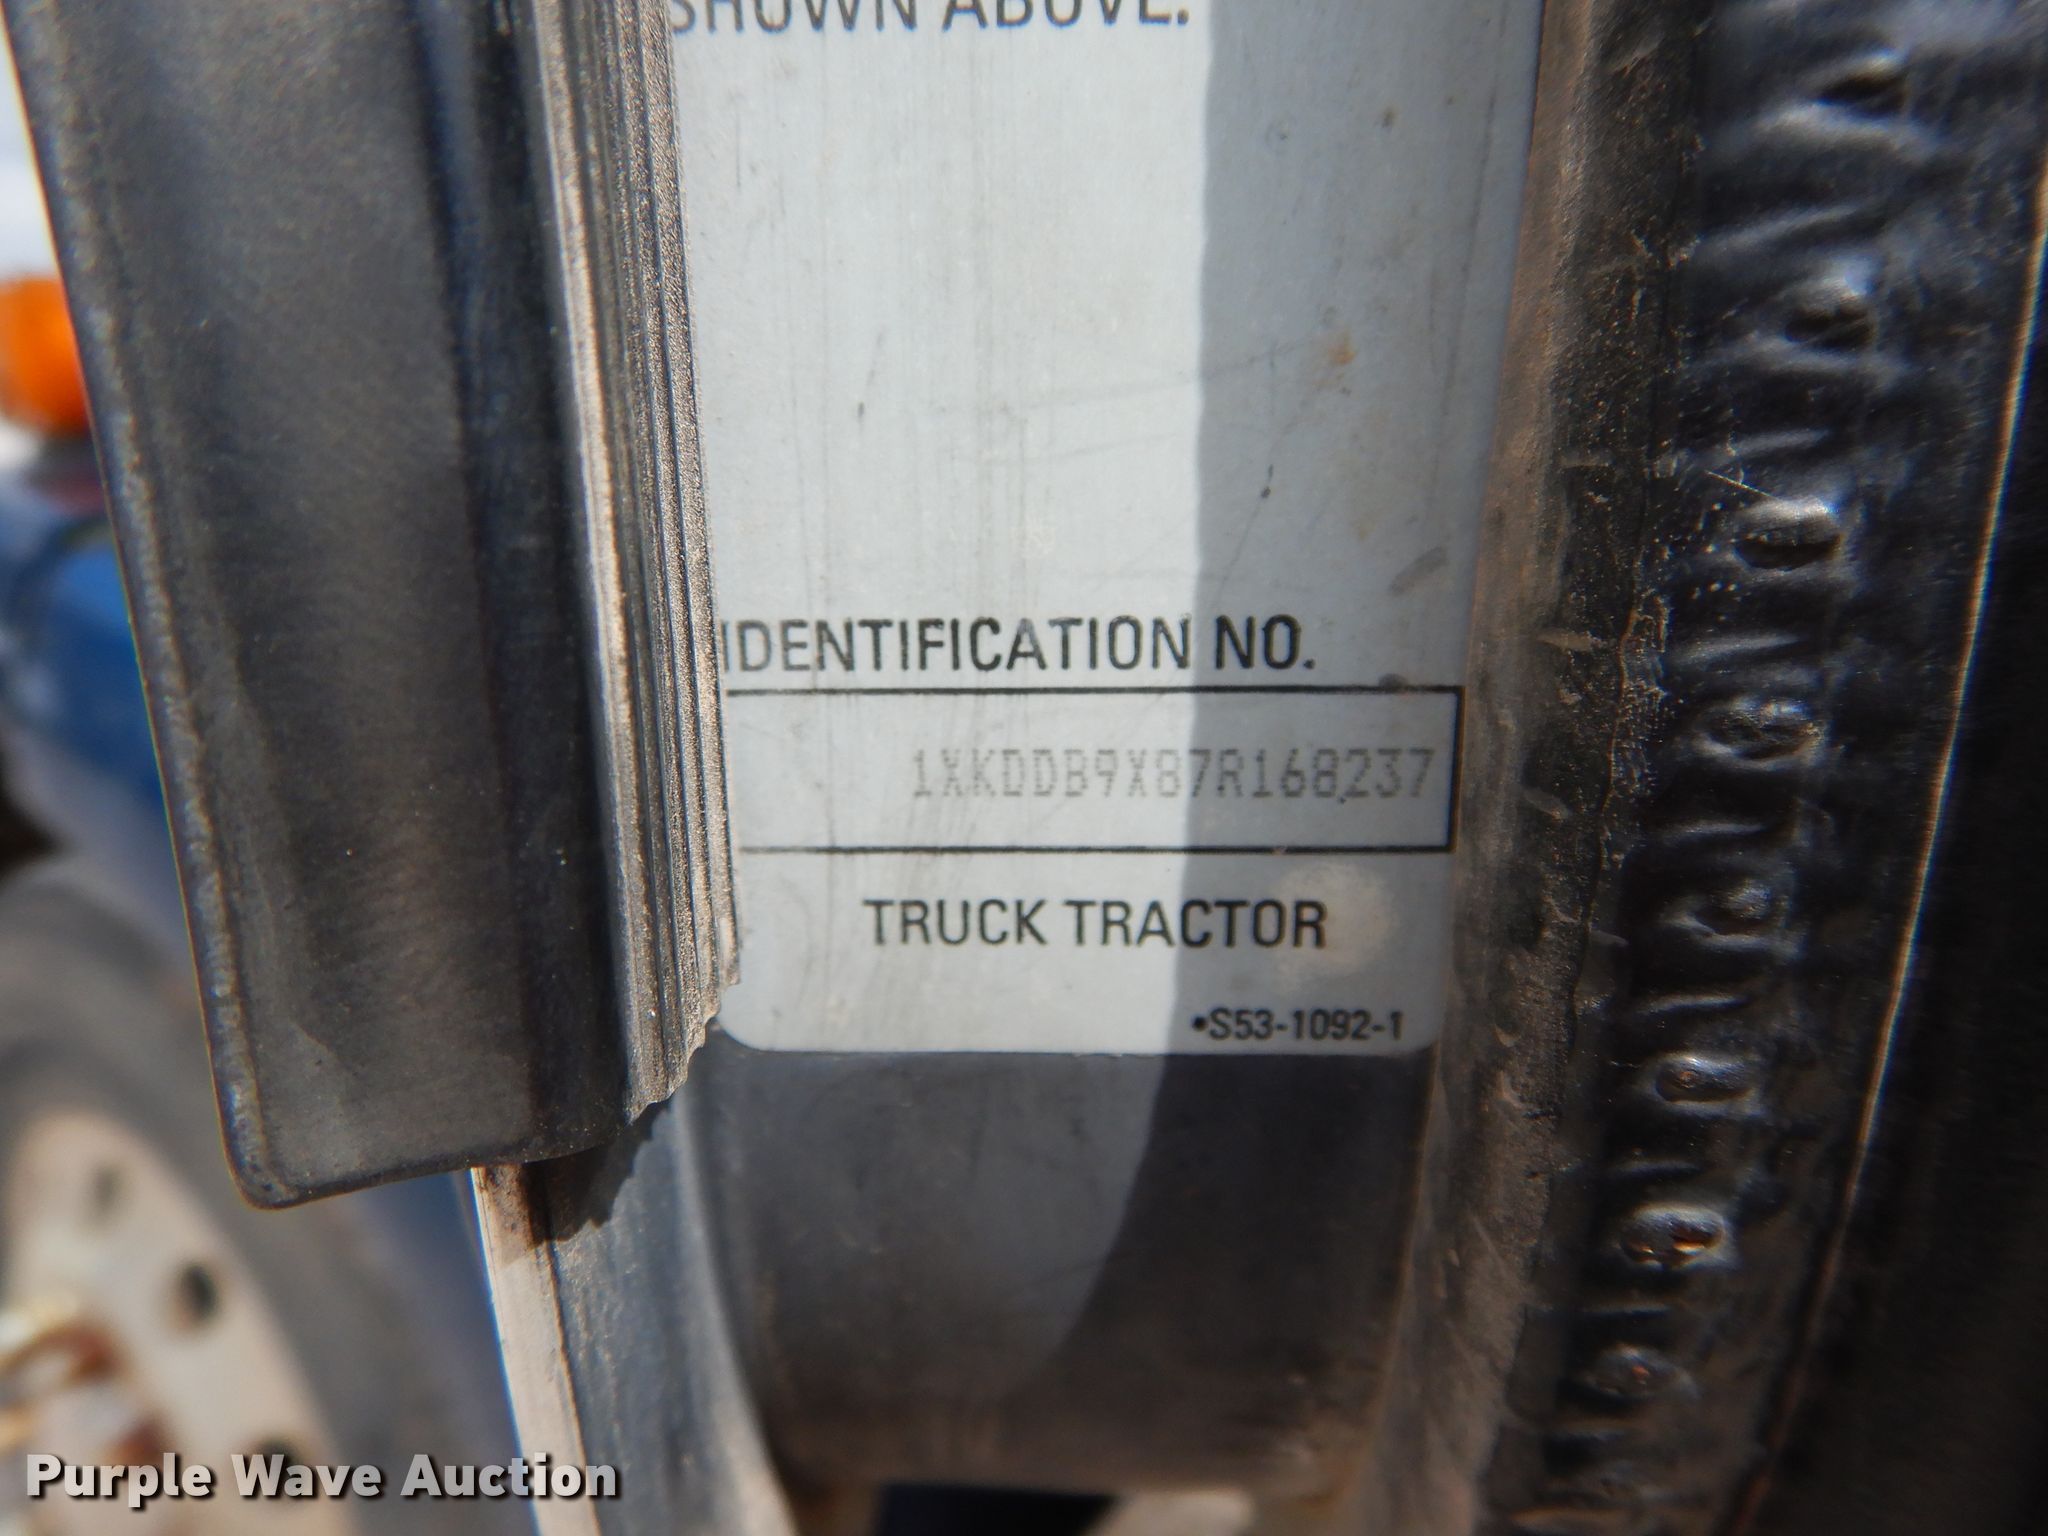 SHOWN ABOVE.
IDENTIFICATION NO.
1XKDDB9X87R168237
TRUCK TRACTOR
•S53-1092-1
Purple Wave Auction